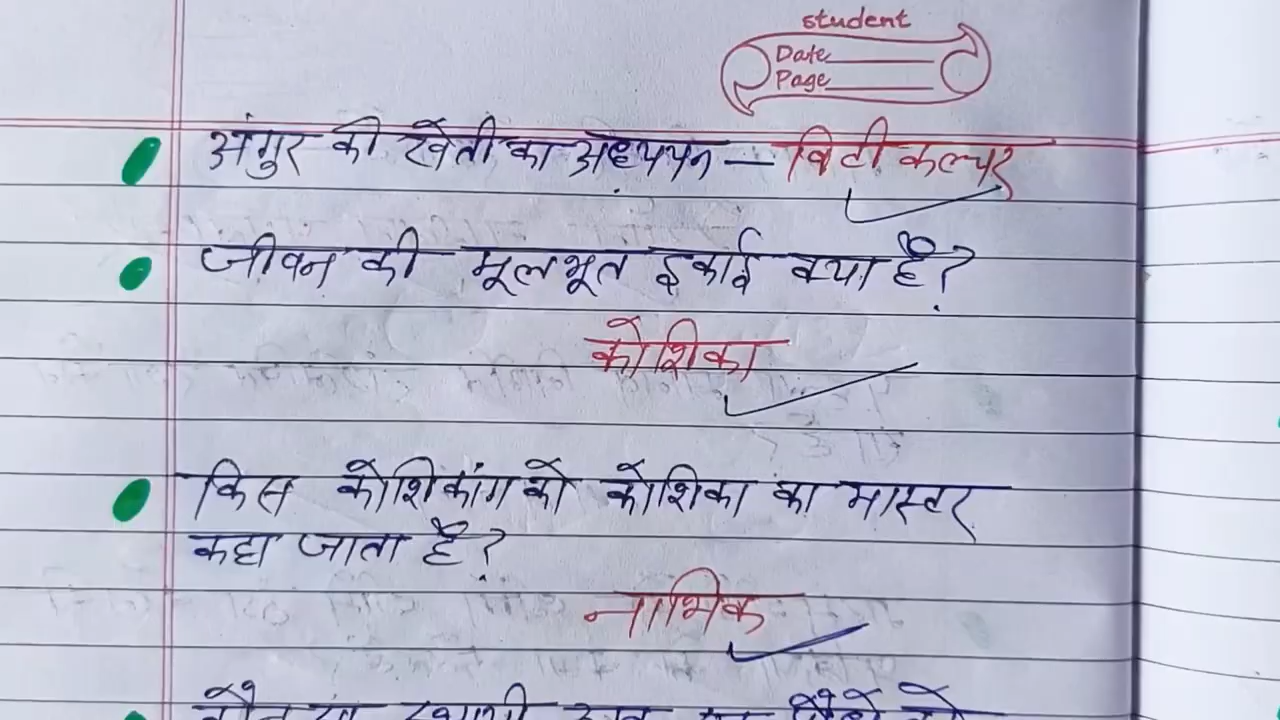 student
Date
Page
अंगुर की खेती का अध्ययन — विटी कल्चर
जीवन की मूलभूत इकाई क्या है?
कोशिका
किस कोशिकांग को कोशिका का मास्टर
कहा जाता है?
नाभिक